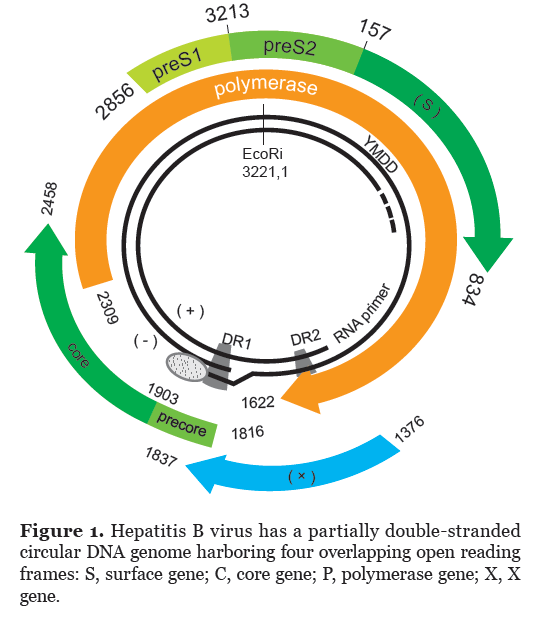 3213
157
preS1
preS2
2856
(S)
polymerase
EcoRi
3221,1
YMDD
2458
834
2309
(+)
(-)
DR1
DR2
RNA primer
core
1903
precore
1622
1816
1376
1837
(×)
Figure 1. Hepatitis B virus has a partially double-stranded
circular DNA genome harboring four overlapping open reading
frames: S, surface gene; C, core gene; P, polymerase gene; X, X
gene.